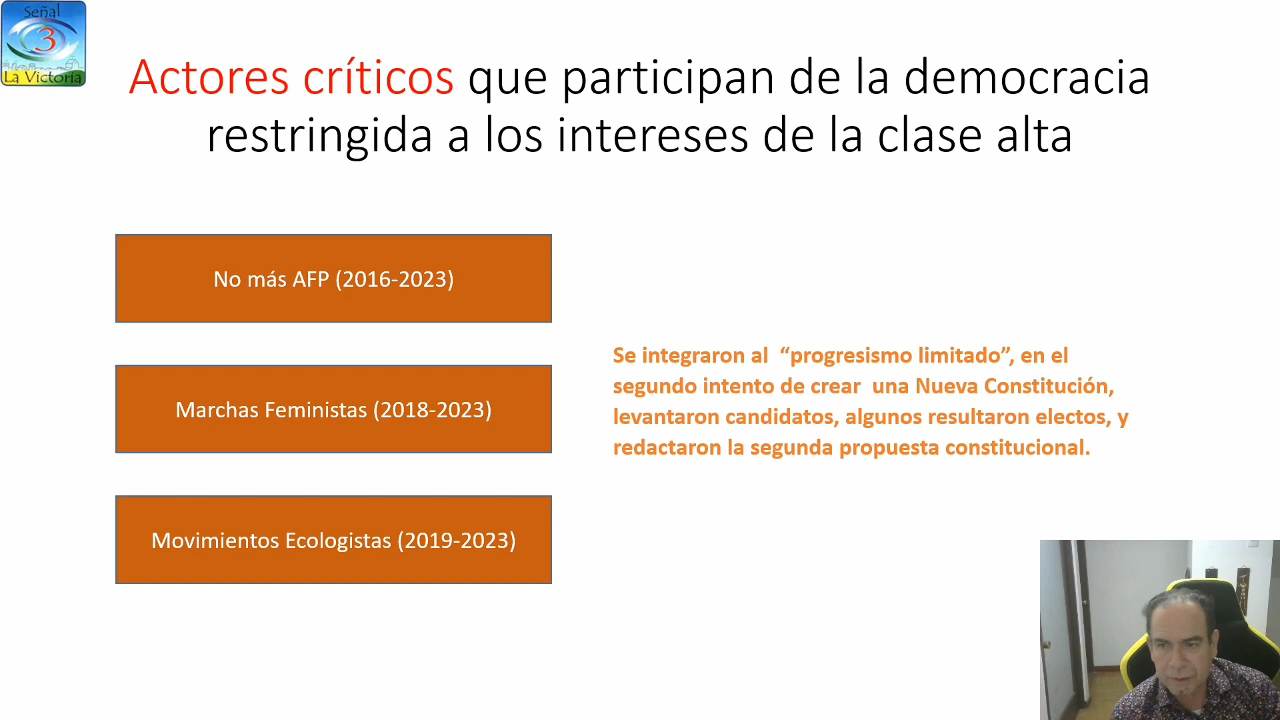 Señal
3
La Victoria
Actores críticos que participan de la democracia
restringida a los intereses de la clase alta
No más AFP (2016-2023)
Marchas Feministas (2018-2023)
Movimientos Ecologistas (2019-2023)
Se integraron al “progresismo limitado”, en el
segundo intento de crear una Nueva Constitución,
levantaron candidatos, algunos resultaron electos, y
redactaron la segunda propuesta constitucional.